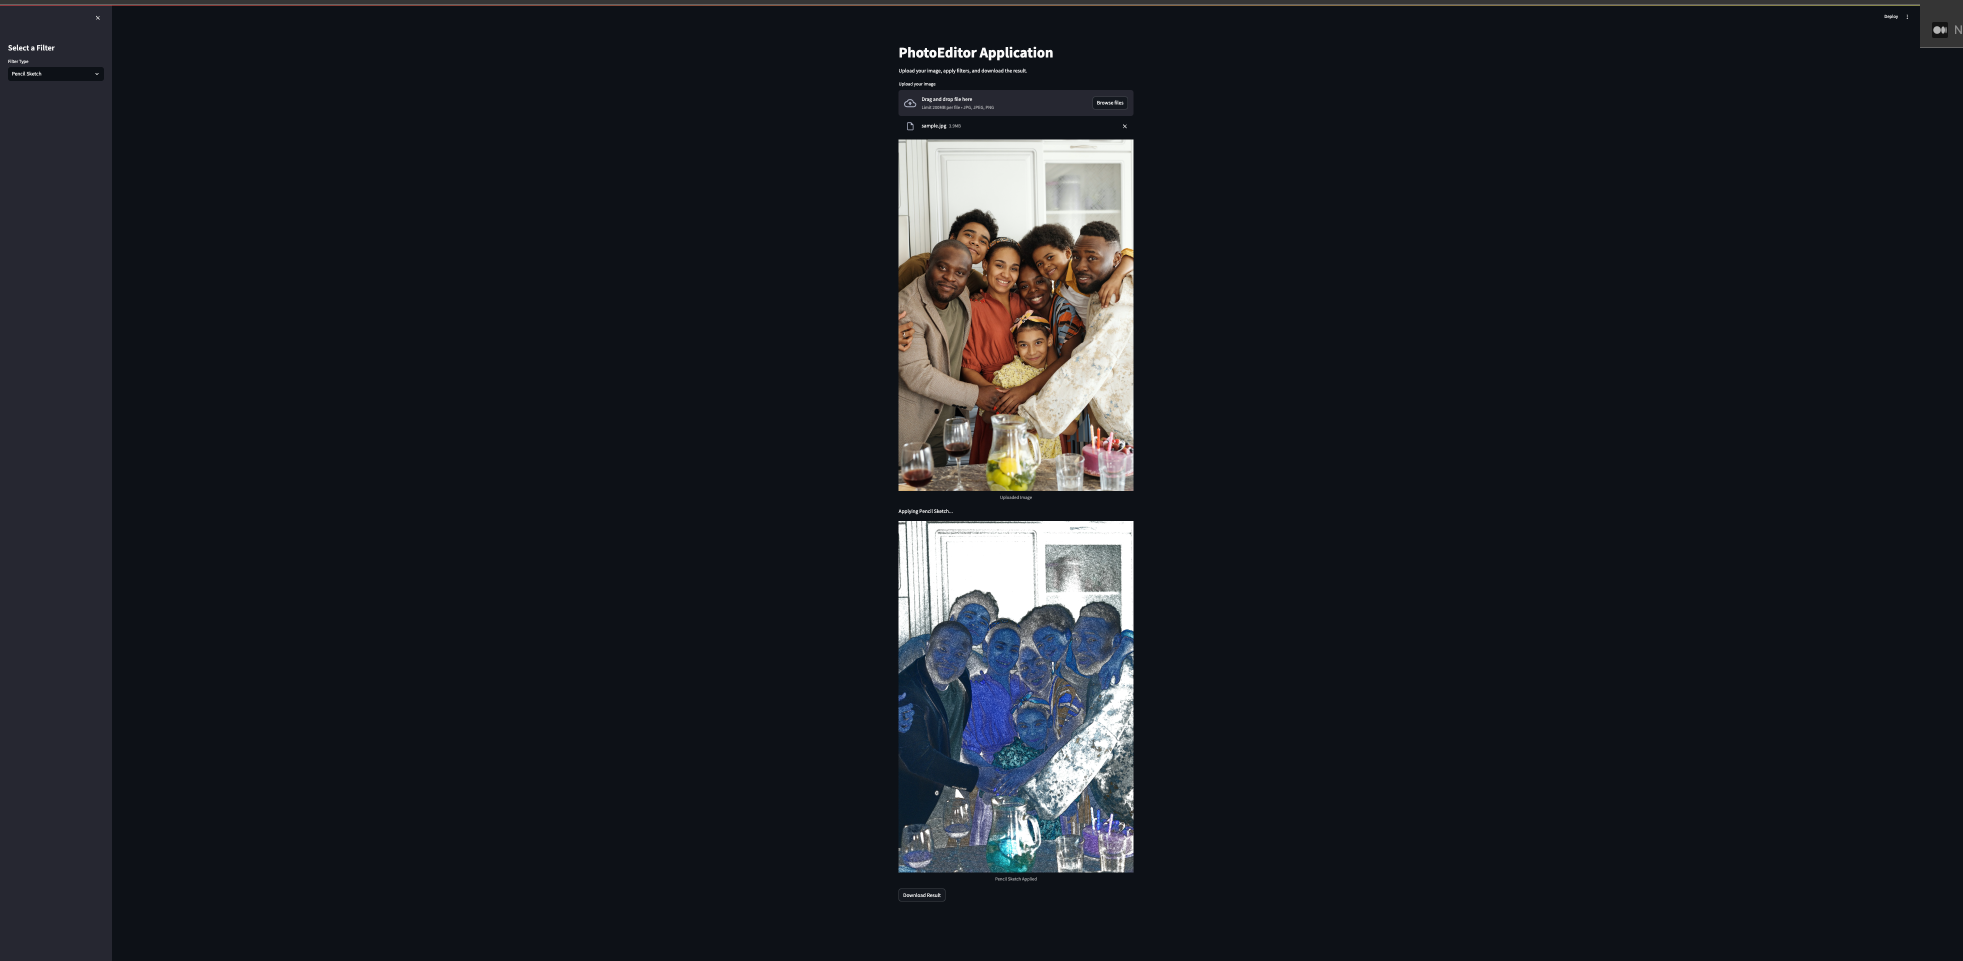 Deploy
N
Select a Filter
Filter Type
Pencil Sketch
PhotoEditor Application
Upload your image, apply filters, and download the result.
Upload your image
Drag and drop file here
Limit 200MB per file • JPG, JPEG, PNG
Browse files
sample.jpg 1.9MB
Uploaded Image
Applying Pencil Sketch...
Pencil Sketch Applied
Download Result